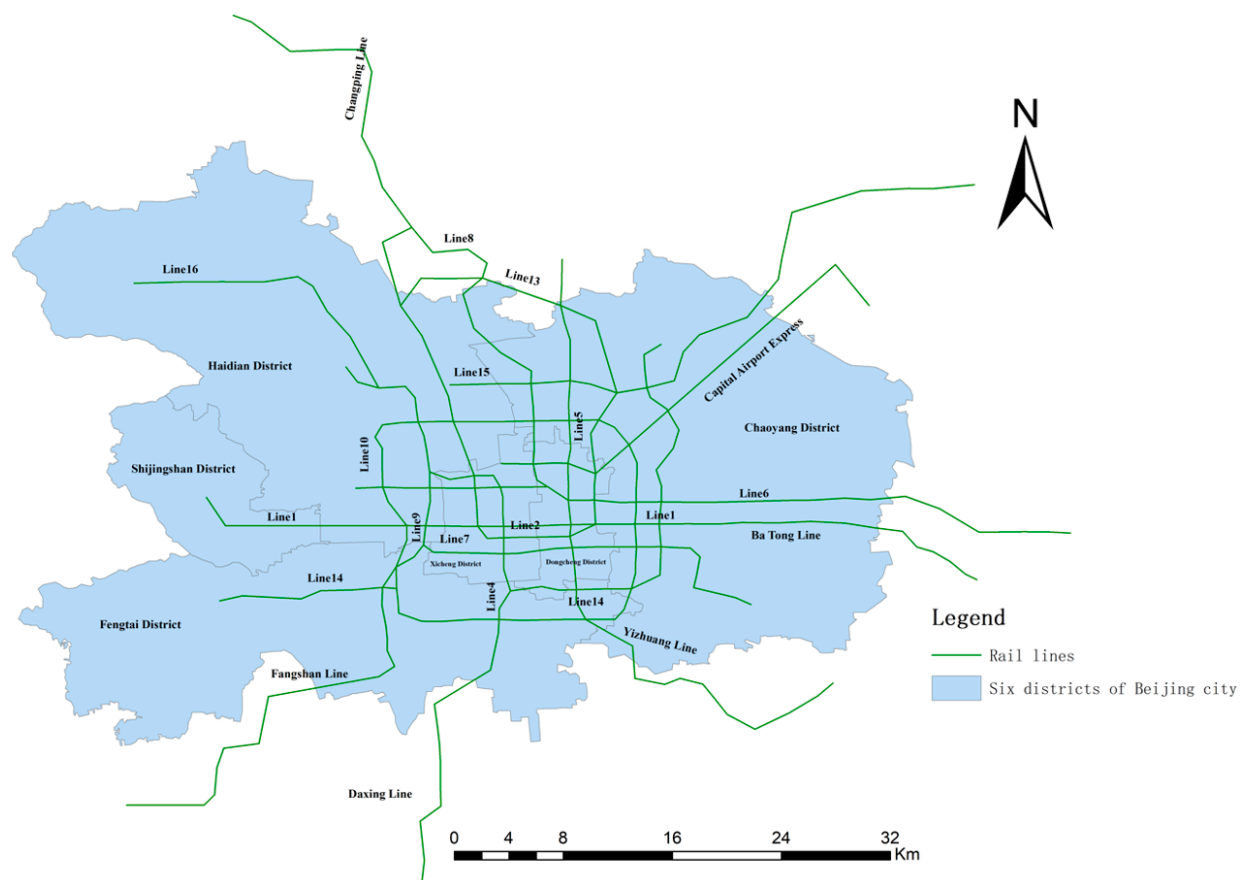 Changping Line
N
Line8
Line16
Line13
Haidian District
Line15
Capital Airport Express
Line5
Chaoyang District
Line10
Shijingshan District
Line6
Line1
Line9
Line2
Line1
Line7
Ba Tong Line
Xicheng District
Dongcheng District
Line14
Line4
Line14
Fengtai District
Yizhuang Line
Fangshan Line
Daxing Line
Legend
Rail lines
Six districts of Beijing city
0 4 8 16 24 32
Km